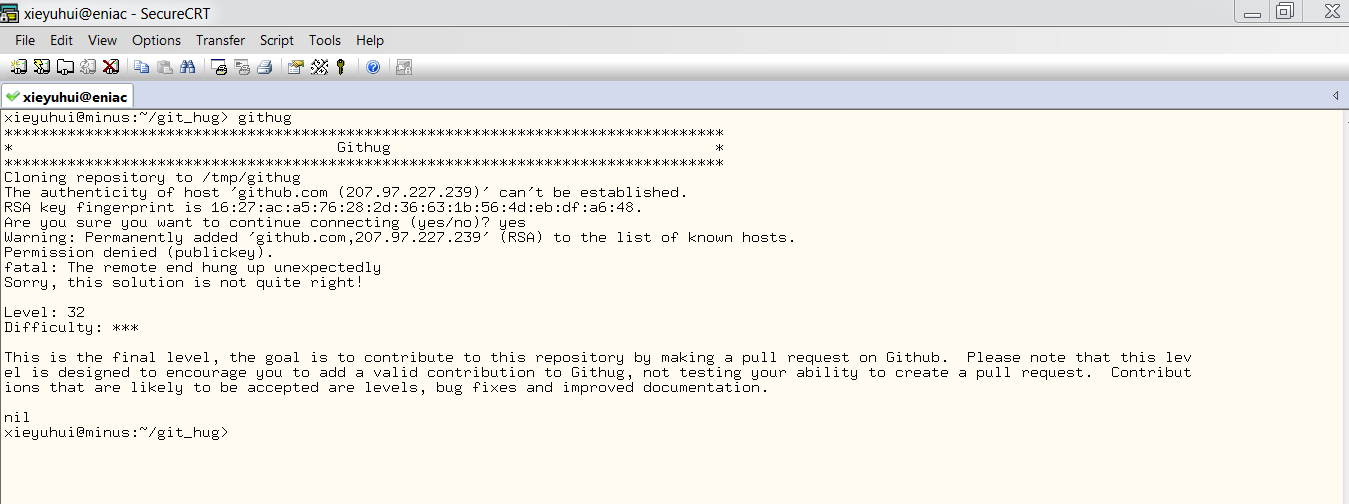 xieyuhui@eniac - SecureCRT
File Edit View Options Transfer Script Tools Help
xieyuhui@eniac
xieyuhui@minus:~/git_hug> githug
********************************************************************************
*                                    Githug                                    *
********************************************************************************
Cloning repository to /tmp/githug
The authenticity of host 'github.com (207.97.227.239)' can't be established.
RSA key fingerprint is 16:27:ac:a5:76:28:2d:36:63:1b:56:4d:eb:df:a6:48.
Are you sure you want to continue connecting (yes/no)? yes
Warning: Permanently added 'github.com,207.97.227.239' (RSA) to the list of known hosts.
Permission denied (publickey).
fatal: The remote end hung up unexpectedly
Sorry, this solution is not quite right!
Level: 32
Difficulty: ***
This is the final level, the goal is to contribute to this repository by making a pull request on Github.  Please note that this lev
el is designed to encourage you to add a valid contribution to Githug, not testing your ability to create a pull request.  Contribut
ions that are likely to be accepted are levels, bug fixes and improved documentation.
nil
xieyuhui@minus:~/git_hug>